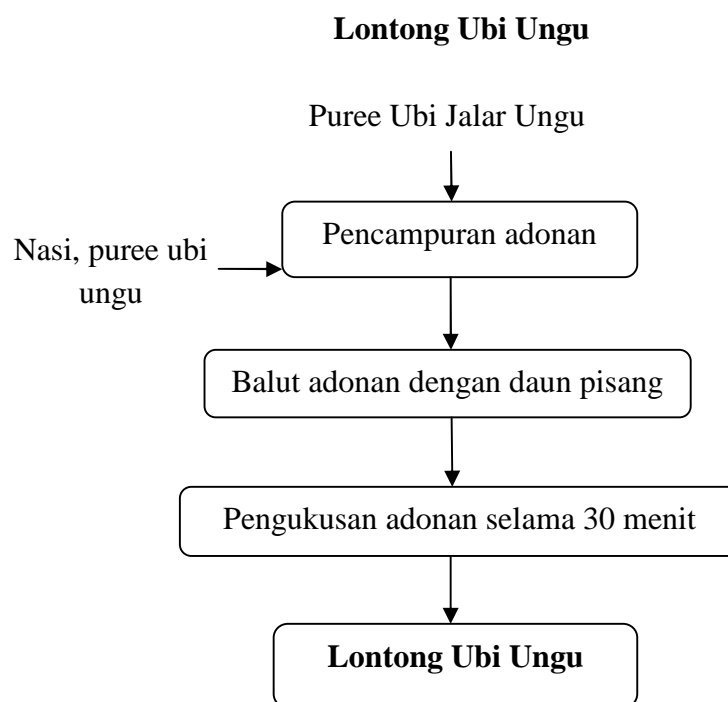 Lontong Ubi Ungu
Puree Ubi Jalar Ungu
Pencampuran adonan
Nasi, puree ubi
ungu
Balut adonan dengan daun pisang
Pengukusan adonan selama 30 menit
Lontong Ubi Ungu